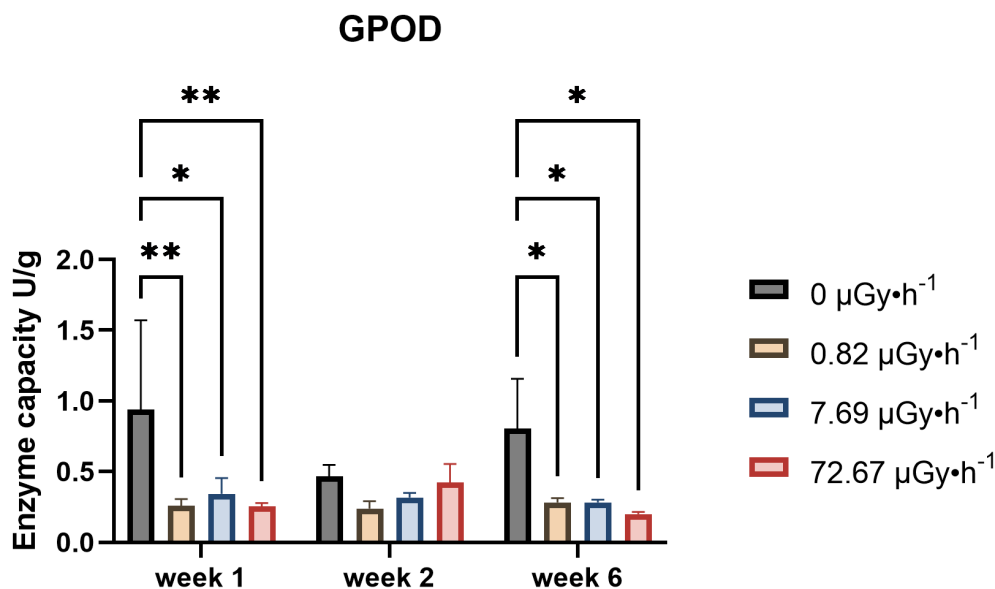 GPOD
**
*
*
*
**
*
Enzyme capacity U/g
2.0
1.5
1.0
0.5
0.0
week 1
week 2
week 6
0 µGy•h-1
0.82 µGy•h-1
7.69 µGy•h-1
72.67 µGy•h-1